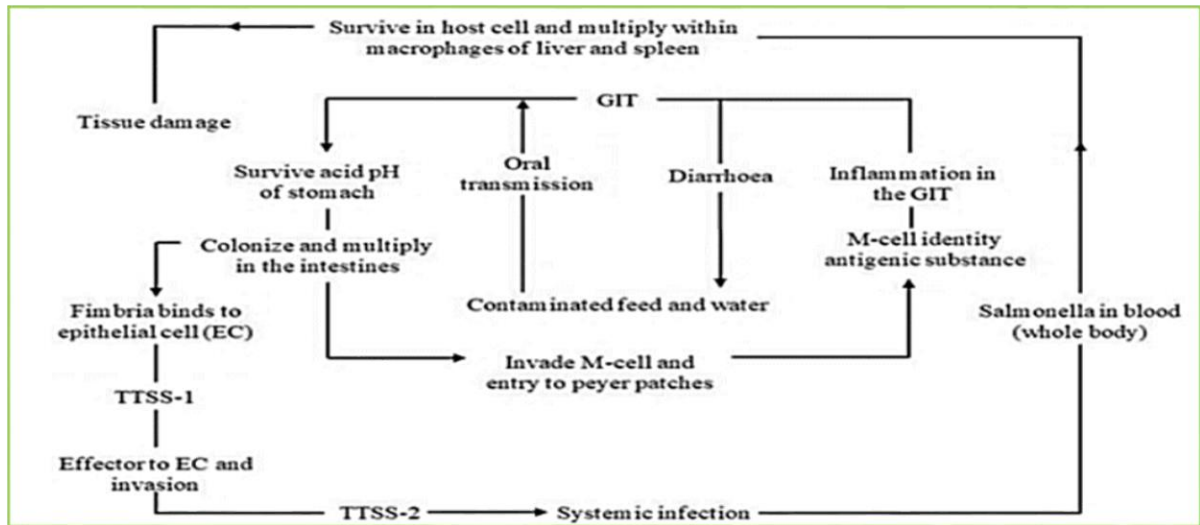 Survive in host cell and multiply within
macrophages of liver and spleen
GIT
Tissue damage
Survive acid pH
of stomach
Oral
transmission
Diarrhoea
Inflammation in
the GIT
Colonize and multiply
in the intestines
M-cell identity
antigenic substance
Fimbria binds to
epithelial cell (EC)
Contaminated feed and water
Salmonella in blood
(whole body)
Invade M-cell and
entry to peyer patches
TTSS-1
Effector to EC and
invasion
TTSS-2
Systemic infection